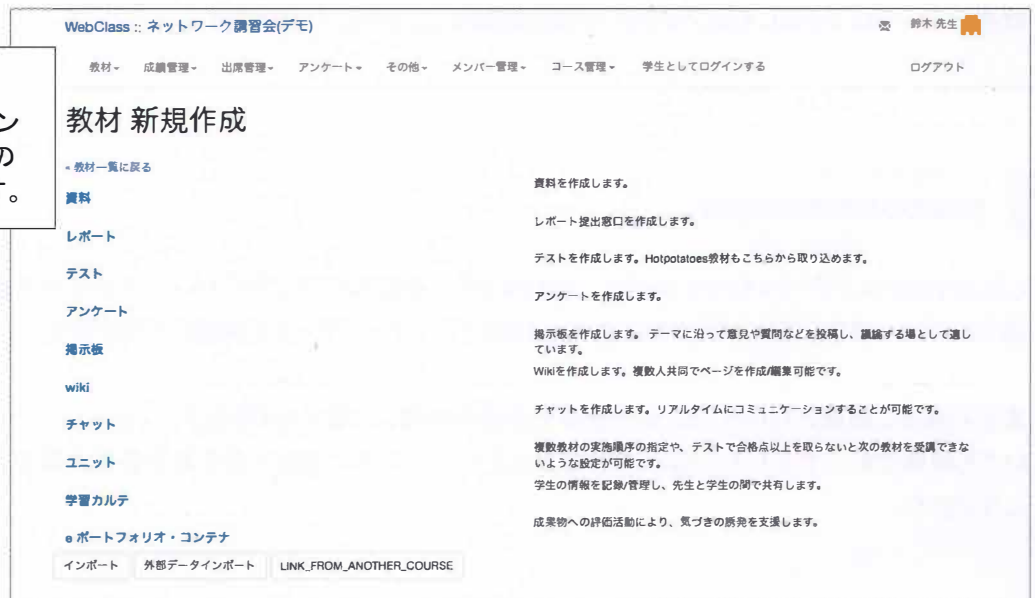 WebClass :: ネットワーク講習会(デモ)
鈴木 先生
教材
成績管理
出席管理
アンケート
その他
メンバー管理
コース管理
学生としてログインする
ログアウト
ン
の
す。
教材 新規作成
« 教材一覧に戻る
資料
資料を作成します。
レポート
レポート提出窓口を作成します。
テスト
テストを作成します。Hotpotatoes教材もこちらから取り込めます。
アンケート
アンケートを作成します。
掲示板
掲示板を作成します。テーマに沿って意見や質問などを投稿し、議論する場として適し
ています。
wiki
Wikiを作成します。複数人共同でページを作成/編集可能です。
チャット
チャットを作成します。リアルタイムにコミュニケーションすることが可能です。
ユニット
複数教材の実施順序の指定や、テストで合格点以上を取らないと次の教材を受講できな
いような設定が可能です。
学習カルテ
学生の情報を記録/管理し、先生と学生の間で共有します。
e ポートフォリオ・コンテナ
成果物への評価活動により、気づきの誘発を支援します。
インポート
外部データインポート
LINK_FROM_ANOTHER_COURSE